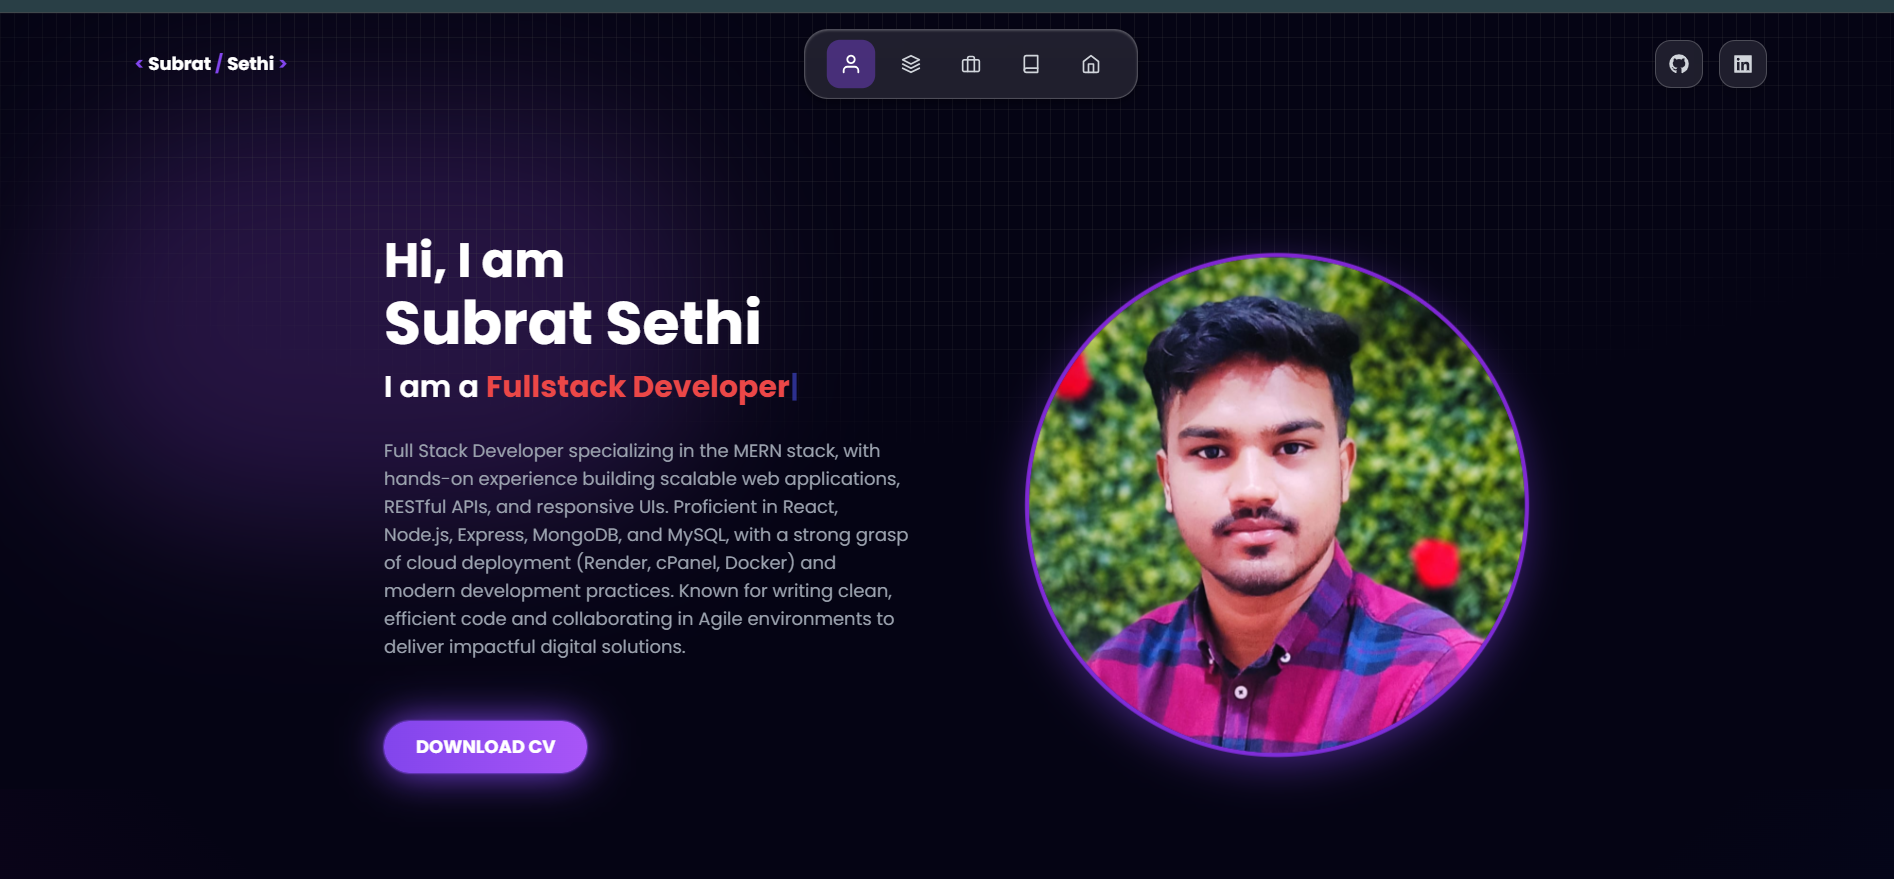 < Subrat / Sethi >
in
Hi, I am
Subrat Sethi
I am a Fullstack Developer|
Full Stack Developer specializing in the MERN stack, with
hands-on experience building scalable web applications,
RESTful APIs, and responsive UIs. Proficient in React,
Node.js, Express, MongoDB, and MySQL, with a strong grasp
of cloud deployment (Render, cPanel, Docker) and
modern development practices. Known for writing clean,
efficient code and collaborating in Agile environments to
deliver impactful digital solutions.
DOWNLOAD CV